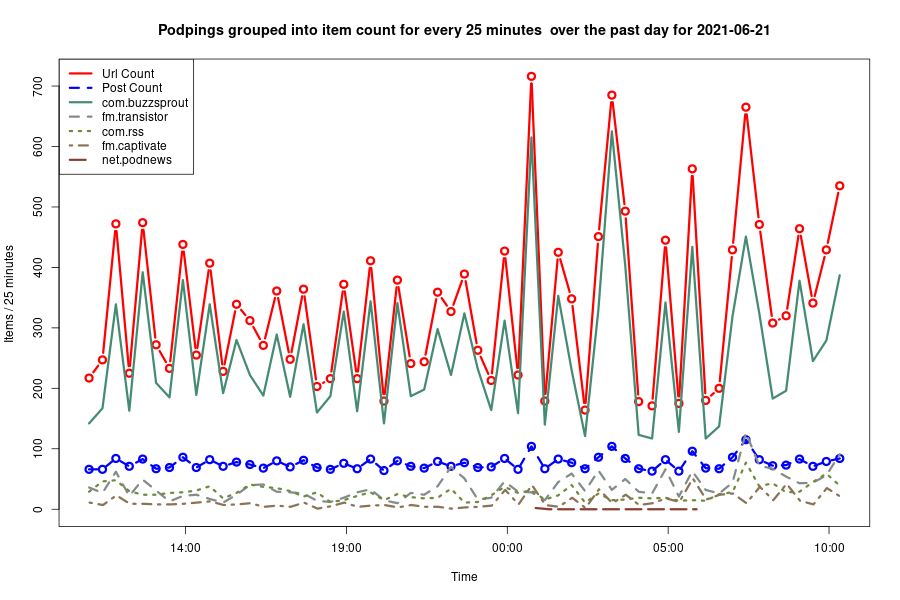 Podpings grouped into item count for every 25 minutes  over the past day for 2021-06-21
Url Count
Post Count
com.buzzsprout
fm.transistor
com.rss
fm.captivate
net.podnews
Items / 25 minutes
700
600
500
400
300
200
100
0
14:00 19:00 00:00 05:00 10:00
Time